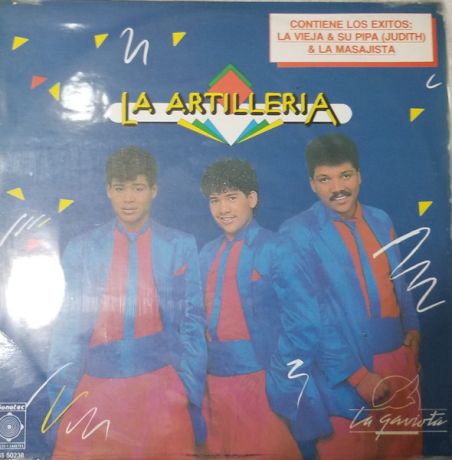 CONTIENE LOS EXITOS:
LA VIEJA & SU PIPA (JUDITH)
& LA MASAJISTA
LA ARTILLERIA
La gaviota